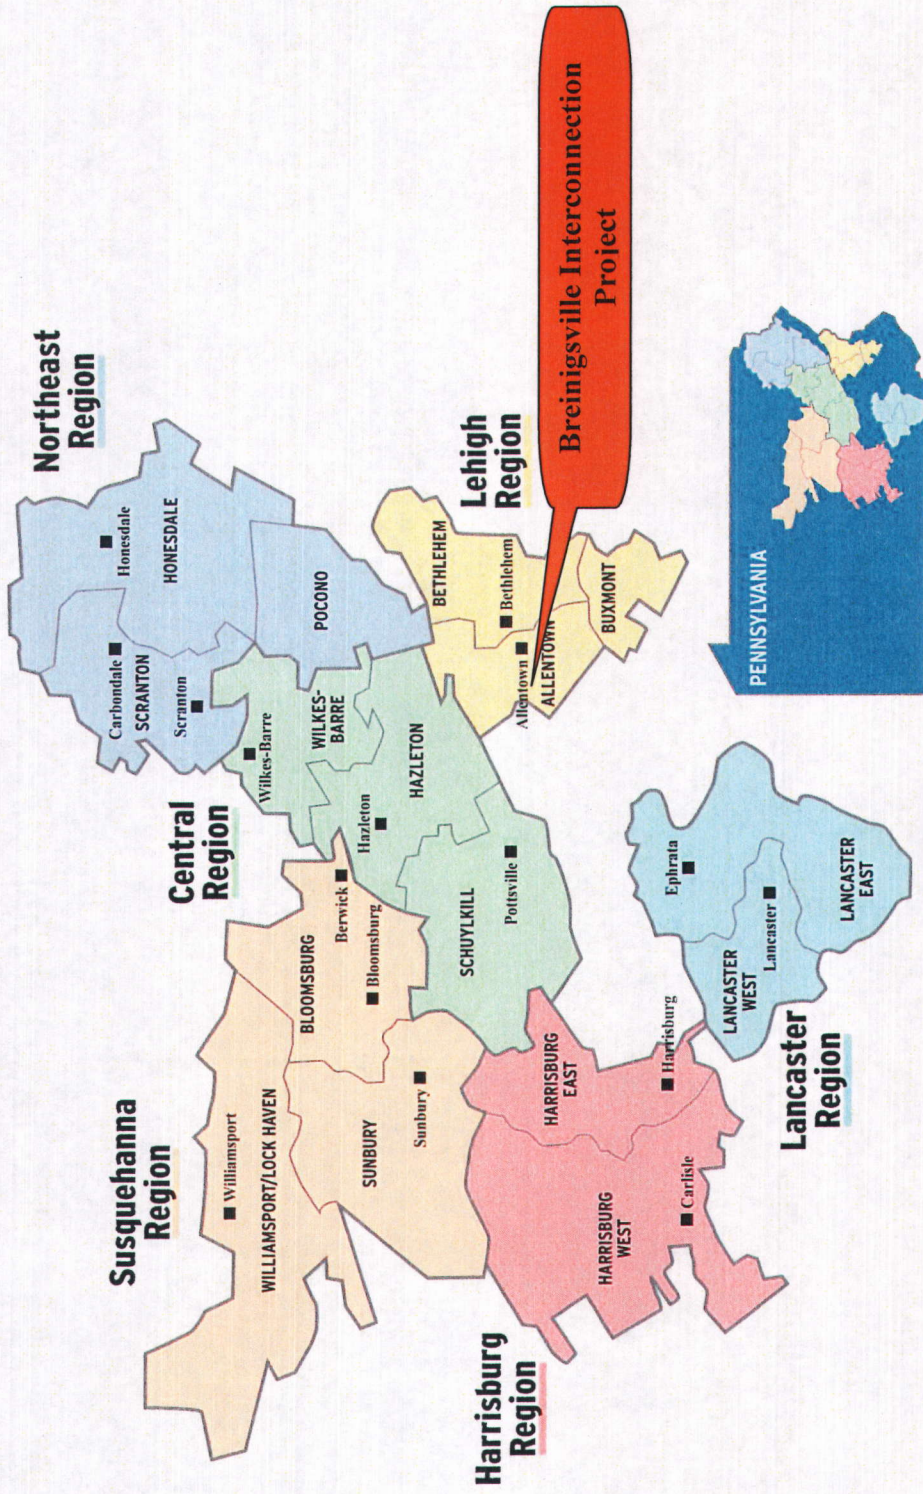 Northeast
Region
Honesdale
HONESDALE
Carbondale
SCRANTON
Scranton
POCONO
Susquehanna
Region
Williamsport
WILLIAMSPORT/LOCK HAVEN
BLOOMSBURG
Berwick
Bloomsburg
SUNBURY
Sunbury
Central
Region
Wilkes-Barre
WILKES-
BARRE
Hazleton
HAZLETON
SCHUYLKILL
Pottsville
Lehigh
Region
BETHLEHEM
Bethlehem
Allentown
ALLENTOWN
BUXMONT
Breinigsville Interconnection
Project
Harrisburg
Region
HARRISBURG
EAST
HARRISBURG
WEST
Harrisburg
Carlisle
Lancaster
Region
Ephrata
LANCASTER
WEST
Lancaster
LANCASTER
EAST
PENNSYLVANIA